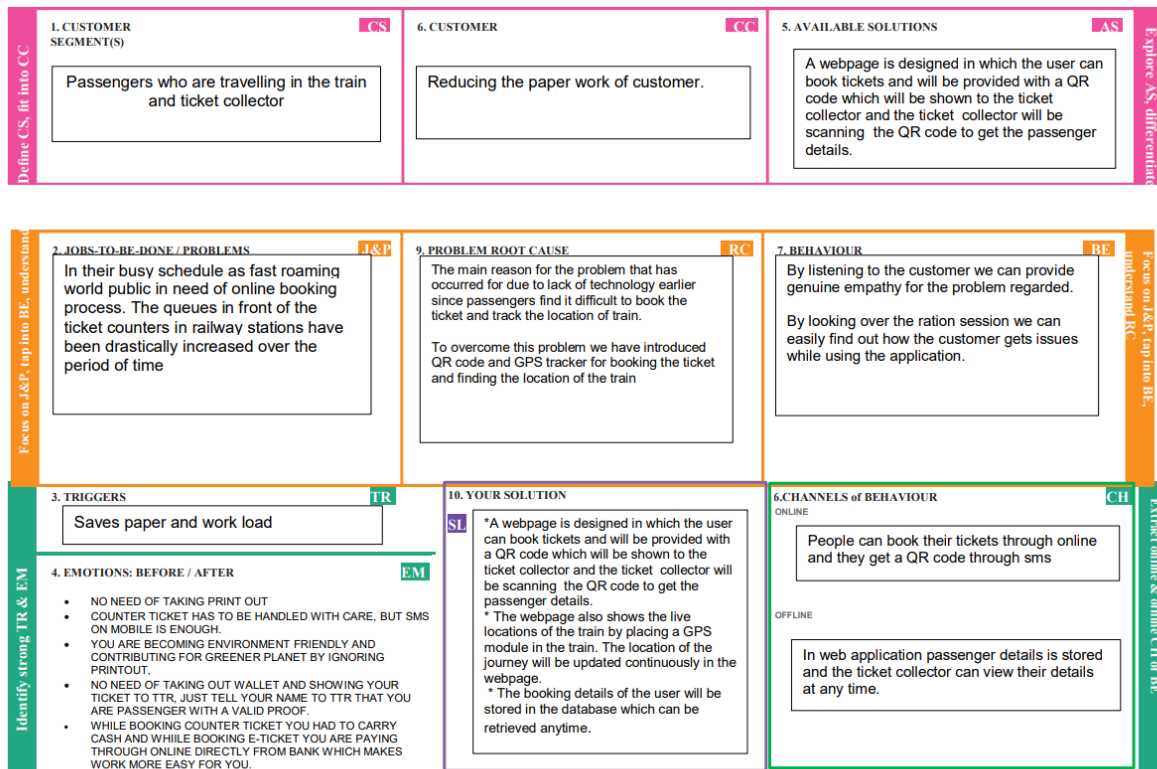 Define CS, fit into CC
1. CUSTOMER
SEGMENT(S)
CS
Passengers who are travelling in the train
and ticket collector
6. CUSTOMER
CC
Reducing the paper work of customer.
5. AVAILABLE SOLUTIONS
AS
A webpage is designed in which the user can
book tickets and will be provided with a QR
code which will be shown to the ticket
collector and the ticket collector will be
scanning the QR code to get the passenger
details.
Explore AS, differentiate
Focus on J&P, tap into BE, understand
2. JOBS-TO-BE-DONE / PROBLEMS
J&P
In their busy schedule as fast roaming
world public in need of online booking
process. The queues in front of the
ticket counters in railway stations have
been drastically increased over the
period of time
9. PROBLEM ROOT CAUSE
RC
The main reason for the problem that has
occurred for due to lack of technology earlier
since passengers find it difficult to book the
ticket and track the location of train.
To overcome this problem we have introduced
QR code and GPS tracker for booking the ticket
and finding the location of the train
7. BEHAVIOUR
BE
By listening to the customer we can provide
genuine empathy for the problem regarded.
By looking over the ration session we can
easily find out how the customer gets issues
while using the application.
Focus on J&P, tap into BE,
understand RC
Identify strong TR & EM
3. TRIGGERS
TR
Saves paper and work load
4. EMOTIONS: BEFORE / AFTER
EM
• NO NEED OF TAKING PRINT OUT
• COUNTER TICKET HAS TO BE HANDLED WITH CARE, BUT SMS
ON MOBILE IS ENOUGH.
• YOU ARE BECOMING ENVIRONMENT FRIENDLY AND
CONTRIBUTING FOR GREENER PLANET BY IGNORING
PRINTOUT,
• NO NEED OF TAKING OUT WALLET AND SHOWING YOUR
TICKET TO TTR, JUST TELL YOUR NAME TO TTR THAT YOU
ARE PASSENGER WITH A VALID PROOF.
• WHILE BOOKING COUNTER TICKET YOU HAD TO CARRY
CASH AND WHIILE BOOKING E-TICKET YOU ARE PAYING
THROUGH ONLINE DIRECTLY FROM BANK WHICH MAKES
WORK MORE EASY FOR YOU.
10. YOUR SOLUTION
SL
*A webpage is designed in which the user
can book tickets and will be provided with
a QR code which will be shown to the
ticket collector and the ticket collector will
be scanning the QR code to get the
passenger details.
* The webpage also shows the live
locations of the train by placing a GPS
module in the train. The location of the
journey will be updated continuously in the
webpage.
* The booking details of the user will be
stored in the database which can be
retrieved anytime.
6.CHANNELS of BEHAVIOUR
CH
ONLINE
People can book their tickets through online
and they get a QR code through sms
OFFLINE
In web application passenger details is stored
and the ticket collector can view their details
at any time.
Extract online & offline CH of BE